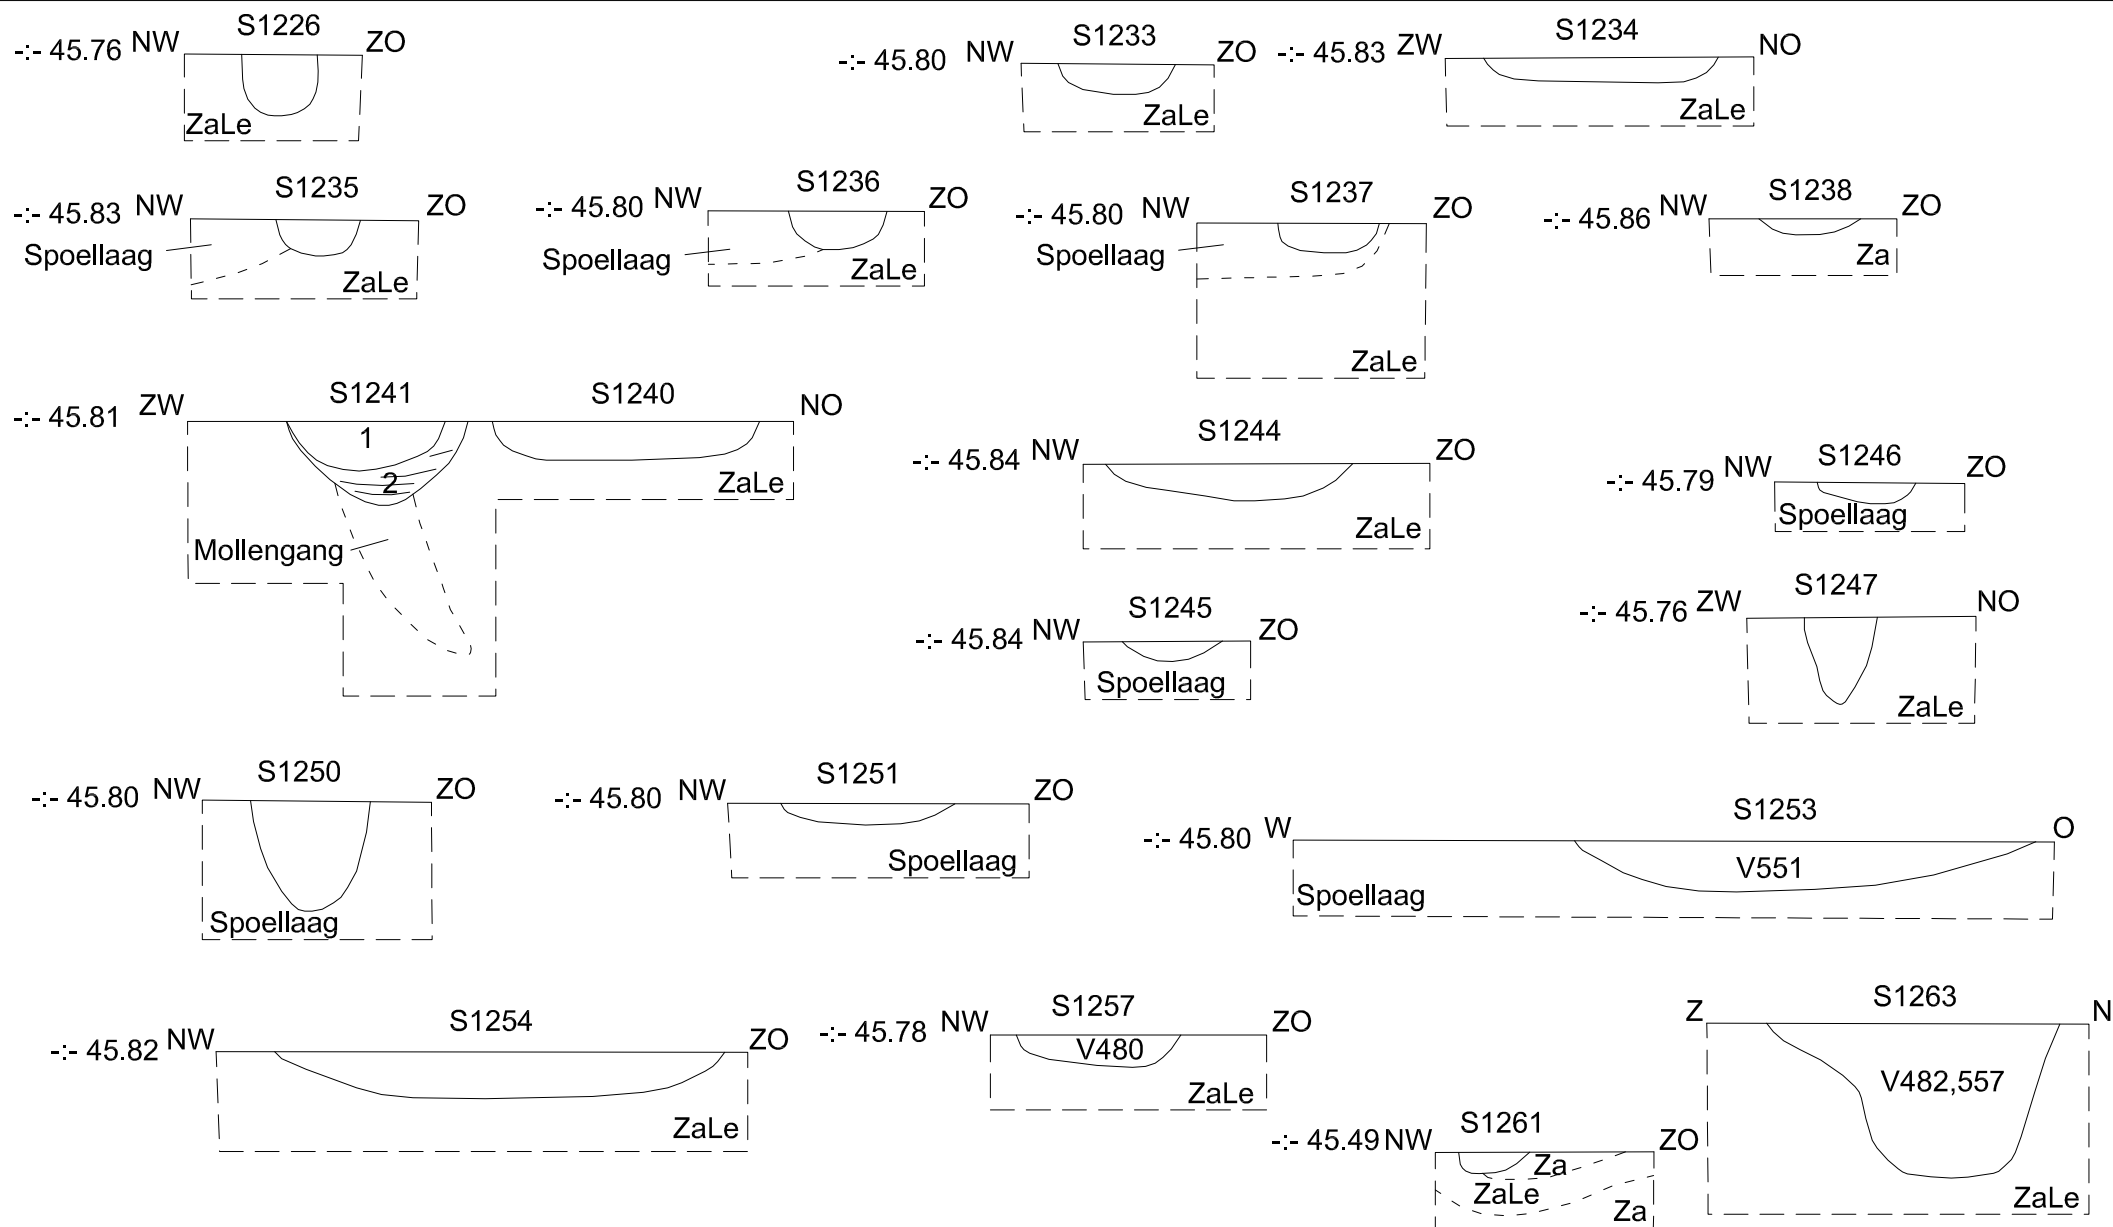 -:- 45.76 NW S1226 ZO
ZaLe
-:- 45.80 NW S1233 ZO
ZaLe
-:- 45.83 ZW S1234 NO
ZaLe
-:- 45.83 NW S1235 ZO
Spoellaag
ZaLe
-:- 45.80 NW S1236 ZO
Spoellaag
ZaLe
-:- 45.80 NW S1237 ZO
Spoellaag
ZaLe
-:- 45.86 NW S1238 ZO
Za
-:- 45.81 ZW S1241 S1240 NO
1
2
ZaLe
Mollengang
-:- 45.84 NW S1244 ZO
ZaLe
-:- 45.79 NW S1246 ZO
Spoellaag
-:- 45.84 NW S1245 ZO
Spoellaag
-:- 45.76 ZW S1247 NO
ZaLe
-:- 45.80 NW S1250 ZO
Spoellaag
-:- 45.80 NW S1251 ZO
Spoellaag
-:- 45.80 W S1253 O
V551
Spoellaag
-:- 45.82 NW S1254 ZO
ZaLe
-:- 45.78 NW S1257 ZO
V480
ZaLe
-:- 45.49 NW S1261 ZO
Za
ZaLe
Za
Z S1263 N
V482,557
ZaLe